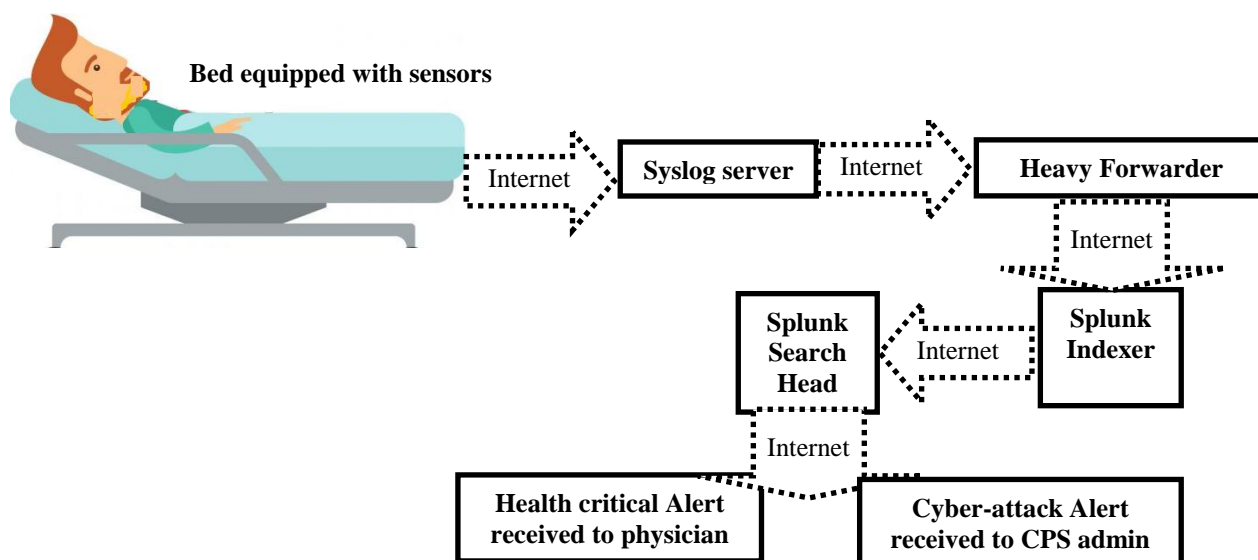 Bed equipped with sensors
Internet
Syslog server
Internet
Heavy Forwarder
Internet
Splunk
Indexer
Internet
Splunk
Search
Head
Internet
Health critical Alert
received to physician
Cyber-attack Alert
received to CPS admin